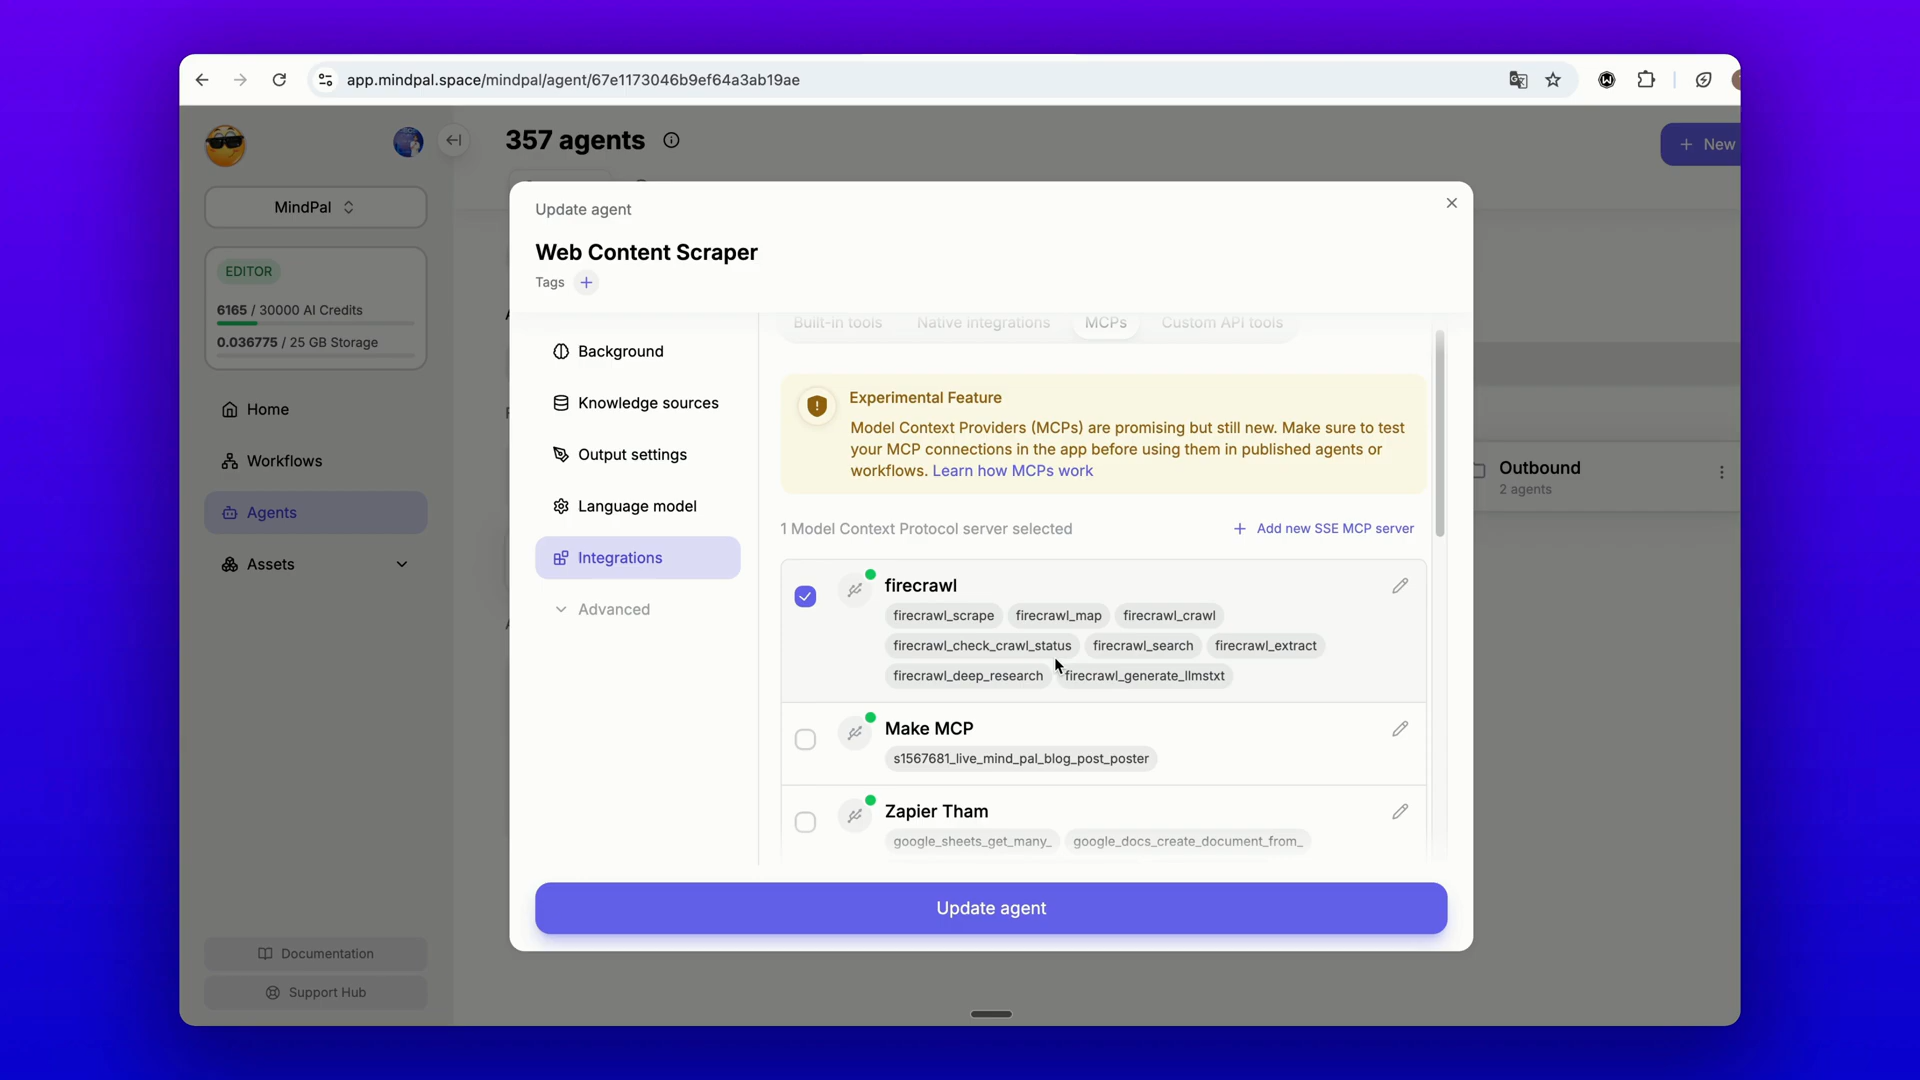 app.mindpal.space/mindpal/agent/67e1173046b9ef64a3ab19ae
357 agents
New
MindPal
EDITOR
6165 / 30000 AI Credits
0.036775 / 25 GB Storage
Home
Workflows
Agents
Assets
Documentation
Support Hub
Update agent
Web Content Scraper
Tags
Background
Knowledge sources
Output settings
Language model
Integrations
Advanced
Built-in tools Native integrations MCPs Custom API tools
Experimental Feature
Model Context Providers (MCPs) are promising but still new. Make sure to test
your MCP connections in the app before using them in published agents or
workflows. Learn how MCPs work
1 Model Context Protocol server selected
Add new SSE MCP server
firecrawl
firecrawl_scrape firecrawl_map firecrawl_crawl
firecrawl_check_crawl_status firecrawl_search firecrawl_extract
firecrawl_deep_research firecrawl_generate_llmstxt
Make MCP
s1567681_live_mind_pal_blog_post_poster
Zapier Tham
google_sheets_get_many_ google_docs_create_document_from_
Update agent
Outbound
2 agents